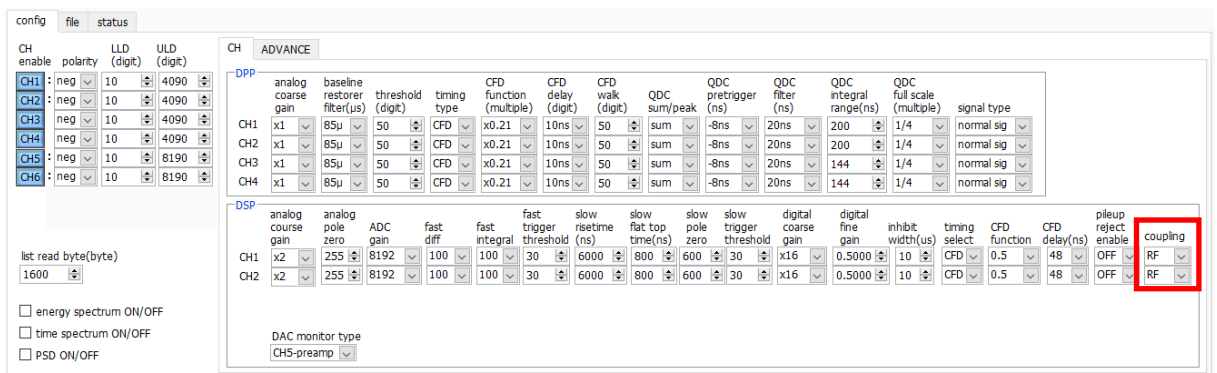 config file status
CH enable polarity LLD (digit) ULD (digit)
CH1 : neg 10 4090
CH2 : neg 10 4090
CH3 : neg 10 4090
CH4 : neg 10 4090
CH5 : neg 10 8190
CH6 : neg 10 8190
list read byte(byte)
1600
energy spectrum ON/OFF
time spectrum ON/OFF
PSD ON/OFF
CH ADVANCE
DPP
analog coarse gain baseline restorer filter(μs) threshold (digit) timing type CFD function (multiple) CFD delay (digit) CFD walk (digit) QDC sum/peak QDC pretrigger (ns) QDC filter (ns) QDC integral range(ns) QDC full scale (multiple) signal type
CH1 x1 85μ 50 CFD x0.21 10ns 50 sum -8ns 20ns 200 1/4 normal sig
CH2 x1 85μ 50 CFD x0.21 10ns 50 sum -8ns 20ns 200 1/4 normal sig
CH3 x1 85μ 50 CFD x0.21 10ns 50 sum -8ns 20ns 144 1/4 normal sig
CH4 x1 85μ 50 CFD x0.21 10ns 50 sum -8ns 20ns 144 1/4 normal sig
DSP
analog course gain analog pole zero ADC gain fast diff fast integral fast trigger threshold slow risetime (ns) slow flat top time(ns) slow pole zero slow trigger threshold digital coarse gain digital fine gain inhibit width(us) timing select CFD function CFD delay(ns) pileup reject enable coupling
CH1 x2 255 8192 100 100 30 6000 800 600 30 x16 0.5000 10 CFD 0.5 48 OFF RF
CH2 x2 255 8192 100 100 30 6000 800 600 30 x16 0.5000 10 CFD 0.5 48 OFF RF
DAC monitor type
CH5-preamp